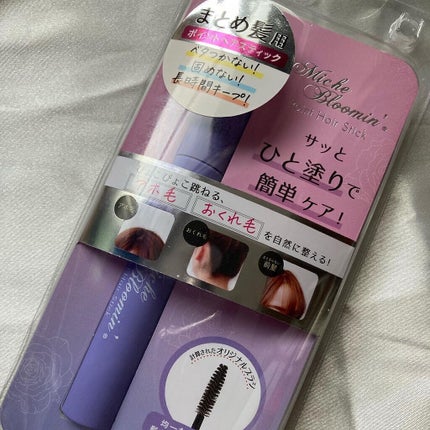 まとめ髪用
ポイントヘアスティック
ベタつかない!
固めない!
長時間キープ!
Miche
Bloomin'®
Point Hair Stick
サッと
ひと塗りで
簡単ケア!
ぴょこ跳ねる、
アホ毛
おくれ毛
を自然に整える!
おくれ毛
前髪
Miche
Bloomin'®
計算されたオリジナルブラシ